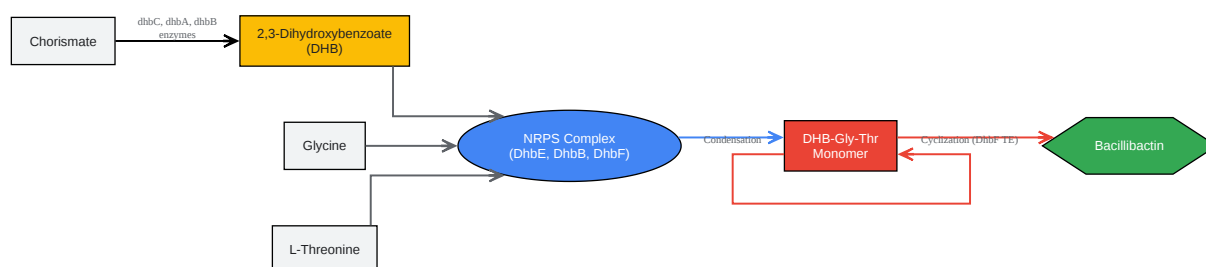 Chorismate
dhbC, dhbA, dhbB
enzymes
2,3-Dihydroxybenzoate
(DHB)
Glycine
L-Threonine
NRPS Complex
(DhbE, DhbB, DhbF)
Condensation
DHB-Gly-Thr
Monomer
Cyclization (DhbF TE)
Bacillibactin